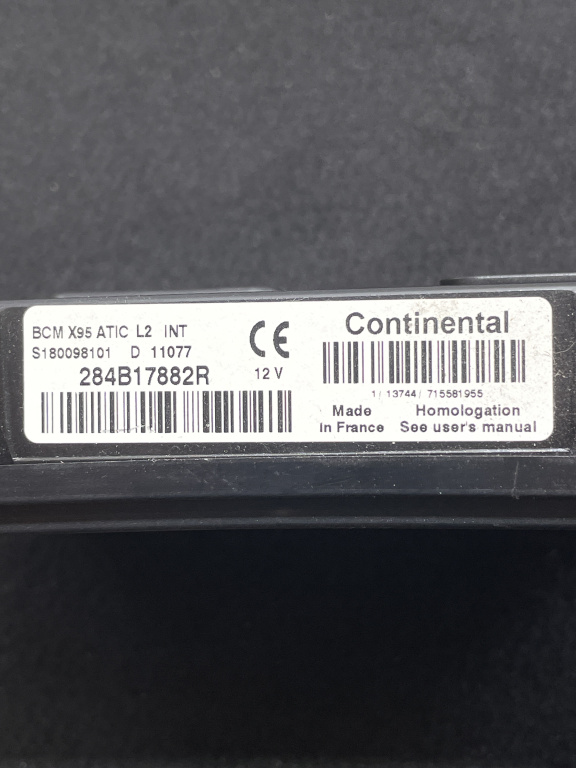 BCM X95 ATIC L2 INT
S180098101 D 11077
284B17882R
CE
12 V
Continental
1 13744 715581955
Made
in France
Homologation
See user's manual